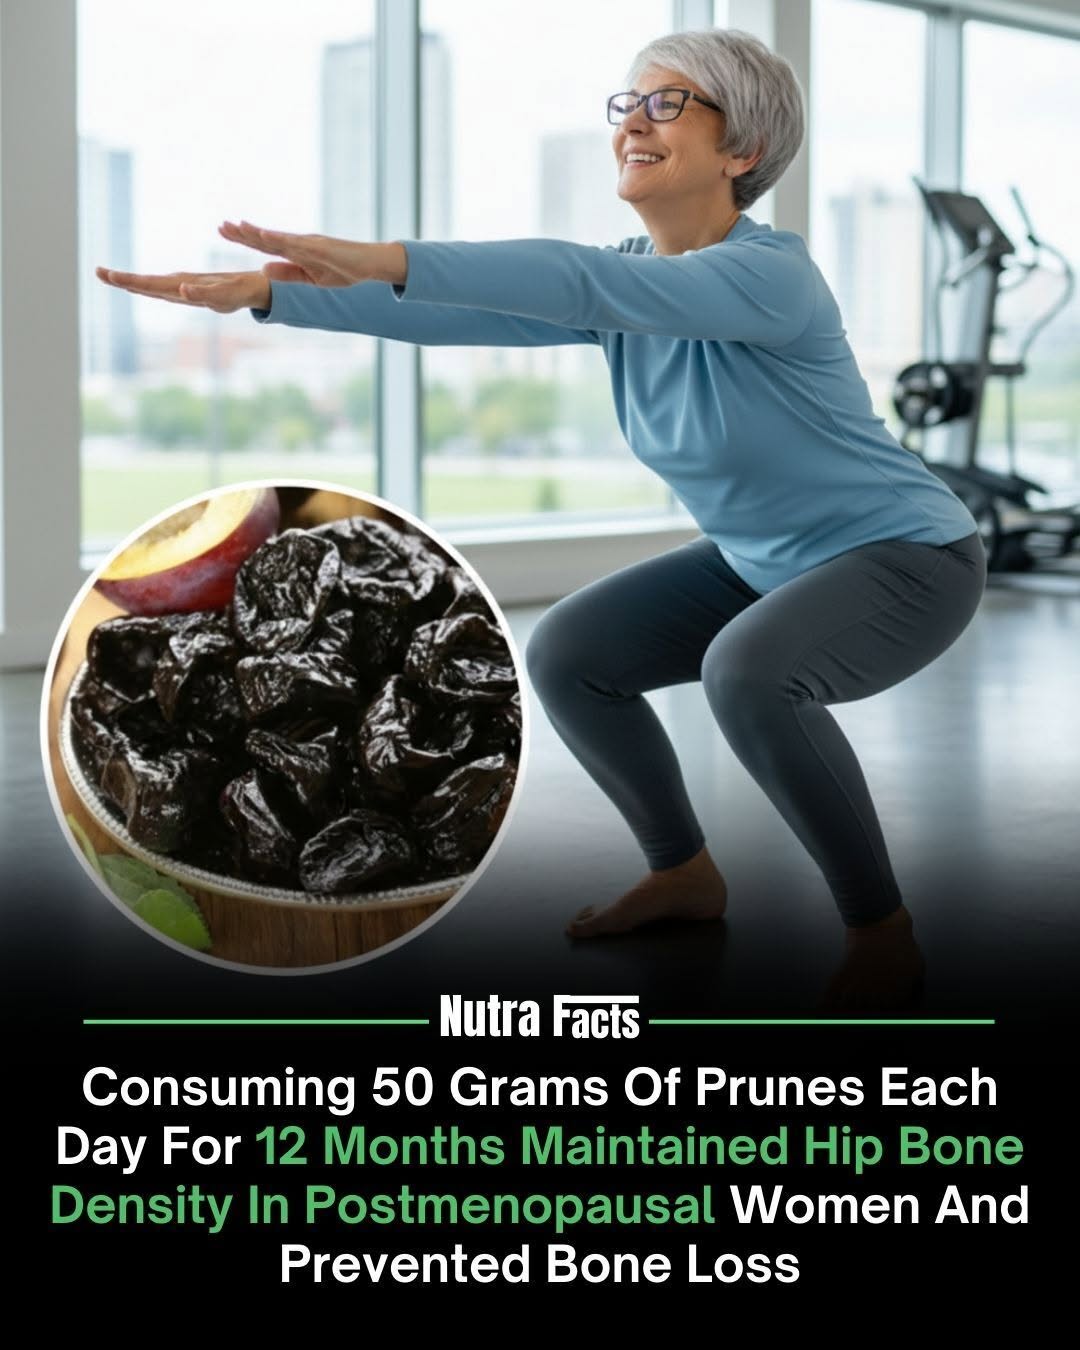 Nutra Facts
Consuming 50 Grams Of Prunes Each
Day For 12 Months Maintained Hip Bone
Density In Postmenopausal Women And
Prevented Bone Loss